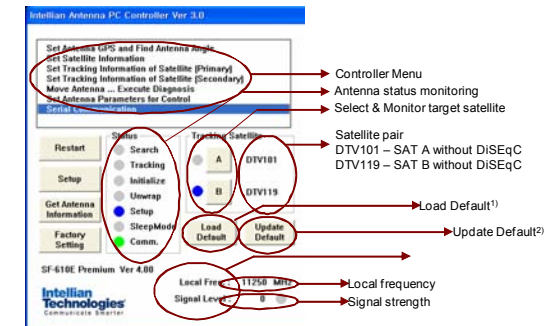 Intellian Antenna PC Controller Ver 3.0
Set Antenna GPS and Find Antenna Angle
Set Satellite Information
Set Tracking Information of Satellite [Primary]
Set Tracking Information of Satellite [Secondary]
Move Antenna ... Execute Diagnosis
Set Antenna Parameters for Control
Serial Communication
Controller Menu
Antenna status monitoring
Select & Monitor target satellite
Status
Tracking Satellite
Restart
Setup
Get Antenna Information
Factory Setting
Search
Tracking
Initialize
Unwrap
Setup
SleepMode
Comm.
A
DTV101
B
DTV119
Load Default
Update Default
Satellite pair
DTV101 – SAT A without DiSEqC
DTV119 – SAT B without DiSEqC
Load Default1)
Update Default2)
SF-610E Premium Ver 4.00
Local Freq. : 11250 MHz
Signal Level : 0
Local frequency
Signal strength
Intellian
Technologies
Communicate Smarter